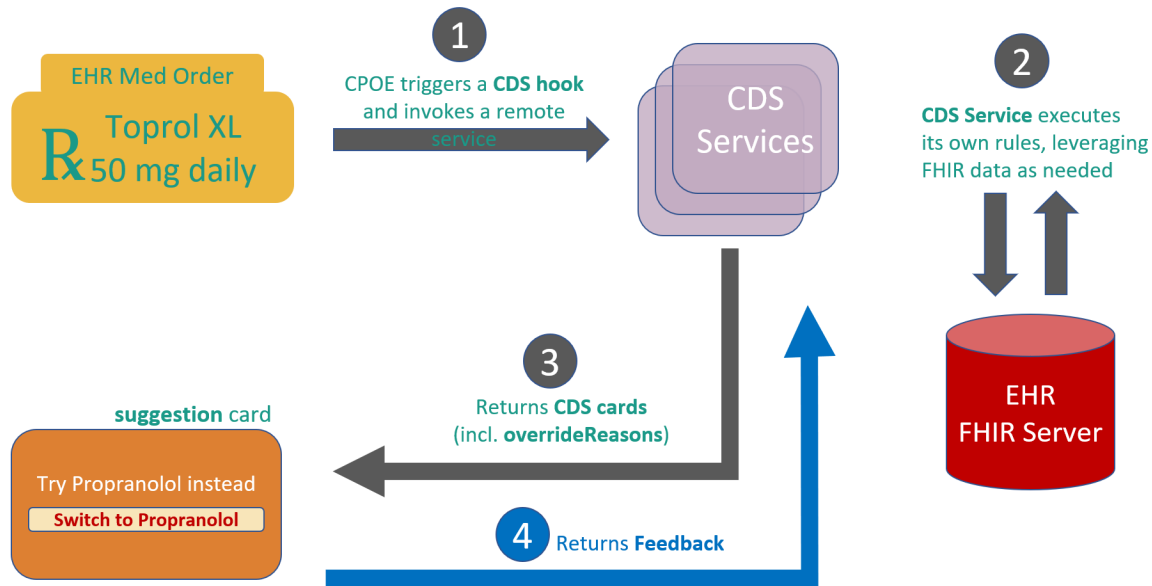 EHR Med Order
℞ Toprol XL
50 mg daily
1
CPOE triggers a CDS hook
and invokes a remote
service
CDS
Services
2
CDS Service executes
its own rules, leveraging
FHIR data as needed
EHR
FHIR Server
3
Returns CDS cards
(incl. overrideReasons)
suggestion card
Try Propranolol instead
Switch to Propranolol
4
Returns Feedback